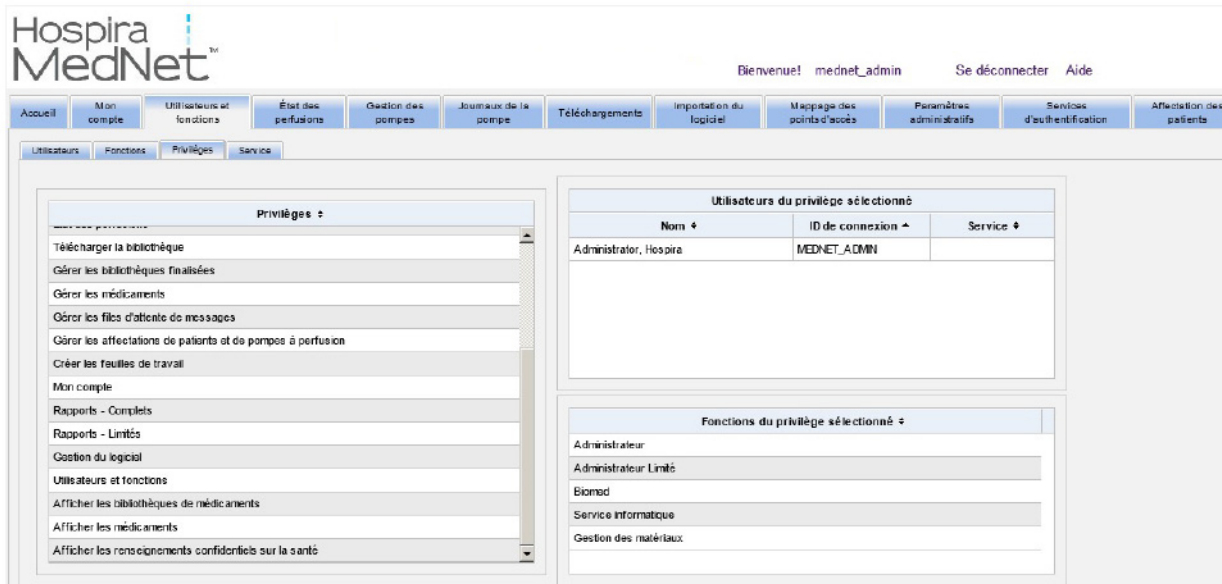 Hospira
MedNet™
Bienvenue! mednet_admin Se déconnecter Aide
Accueil
Mon compte
Utilisateurs et fonctions
État des perfusions
Gestion des pompes
Journaux de la pompe
Téléchargements
Importation du logiciel
Mappage des points d'accès
Paramètres administratifs
Services d'authentification
Affectation des patients
Utilisateurs
Fonctions
Privilèges
Service
Privilèges
Télécharger la bibliothèque
Gérer les bibliothèques finalisées
Gérer les médicaments
Gérer les files d'attente de messages
Gérer les affectations de patients et de pompes à perfusion
Créer les feuilles de travail
Mon compte
Rapports - Complets
Rapports - Limités
Gestion du logiciel
Utilisateurs et fonctions
Afficher les bibliothèques de médicaments
Afficher les médicaments
Afficher les renseignements confidentiels sur la santé
Utilisateurs du privilège sélectionné
Nom ID de connexion Service
Administrator, Hospira MEDNET_ADMIN
Fonctions du privilège sélectionné
Administrateur
Administrateur Limité
Biomed
Service informatique
Gestion des matériaux